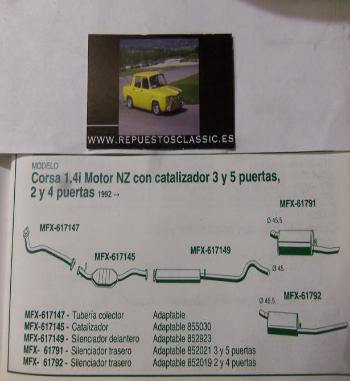 WWW.REPUESTOSCLASSIC.ES
MODELO
Corsa 1,4i Motor NZ con catalizador 3 y 5 puertas,
2 y 4 puertas 1992 →
MFX-61791
Ø 45,5
MFX-617147
MFX-617145
MFX-617149
Ø 45
MFX-61792
Ø 45,5
MFX-617147 - Tubería colector Adaptable
MFX-617145 - Catalizador Adaptable 855030
MFX-617149 - Silenciador delantero Adaptable 852923
MFX- 61791 - Silenciador trasero Adaptable 852021 3 y 5 puertas
MFX- 61792 - Silenciador trasero Adaptable 852019 2 y 4 puertas